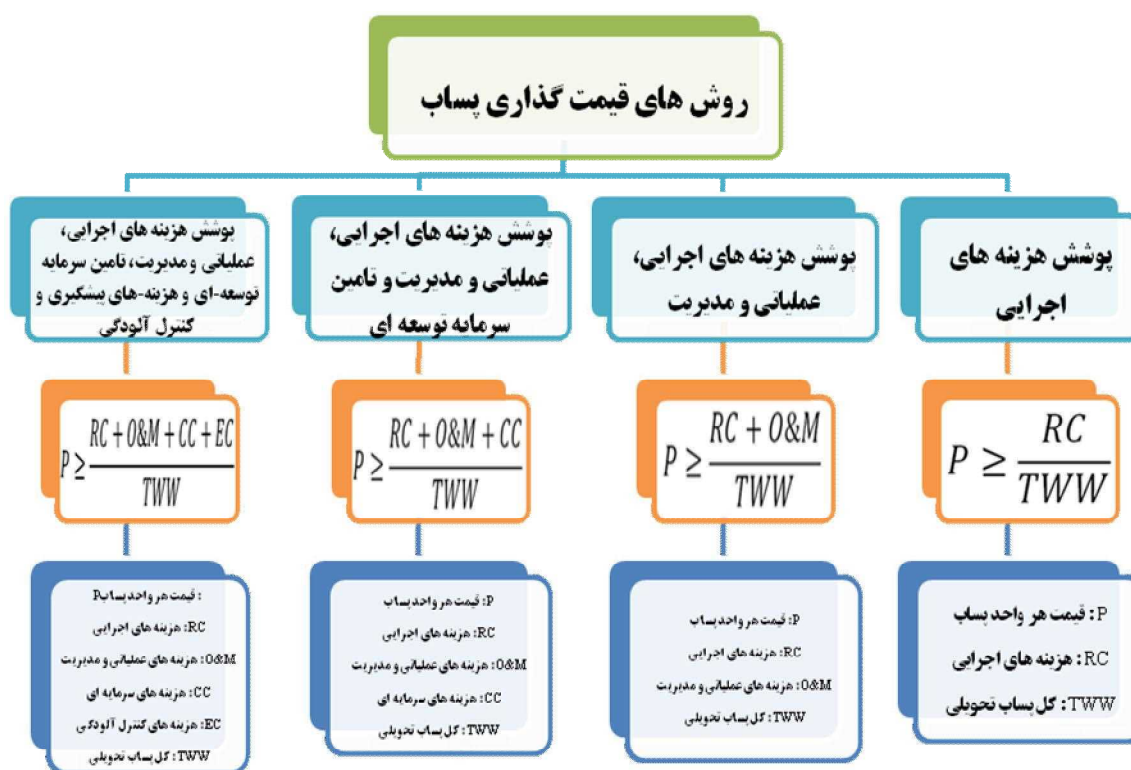 روش های قیمت گذاری پساب
پوشش هزینه های
اجرایی
پوشش هزینه های اجرایی،
عملیاتی و مدیریت
پوشش هزینه های اجرایی،
عملیاتی و مدیریت و تامین
سرمایه توسعه ای
پوشش هزینه های اجرایی،
عملیاتی و مدیریت، تامین سرمایه
توسعه-ای و هزینه-های پیشگیری و
کنترل آلودگی
P ≥ RC / TWW
P ≥ RC + O&M / TWW
P ≥ RC + O&M + CC / TWW
P ≥ RC + O&M + CC + EC / TWW
P: قیمت هر واحد پساب
RC: هزینه های اجرایی
TWW: کل پساب تحویلی
P: قیمت هر واحد پساب
RC: هزینه های اجرایی
O&M: هزینه های عملیاتی و مدیریت
TWW: کل پساب تحویلی
P: قیمت هر واحد پساب
RC: هزینه های اجرایی
O&M: هزینه های عملیاتی و مدیریت
CC: هزینه های سرمایه ای
TWW: کل پساب تحویلی
: قیمت هر واحد پسابP
RC: هزینه های اجرایی
O&M: هزینه های عملیاتی و مدیریت
CC: هزینه های سرمایه ای
EC: هزینه های کنترل آلودگی
TWW: کل پساب تحویلی